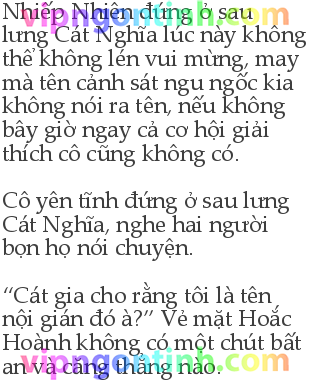 Nhiếp Nhiên đứng ở sau
lưng Cát Nghĩa lúc này không
thể không lén vui mừng, may
mà tên cảnh sát ngu ngốc kia
không nói ra tên, nếu không
bây giờ ngay cả cơ hội giải
thích cô cũng không có.
Cô yên tĩnh đứng ở sau lưng
Cát Nghĩa, nghe hai người
bọn họ nói chuyện.
“Cát gia cho rằng tôi là tên
nội gián đó à?” Vẻ mặt Hoắc
Hoành không có một chút bất
an và căng thẳng nào.
vipngontinh.com
vipngontinh.com